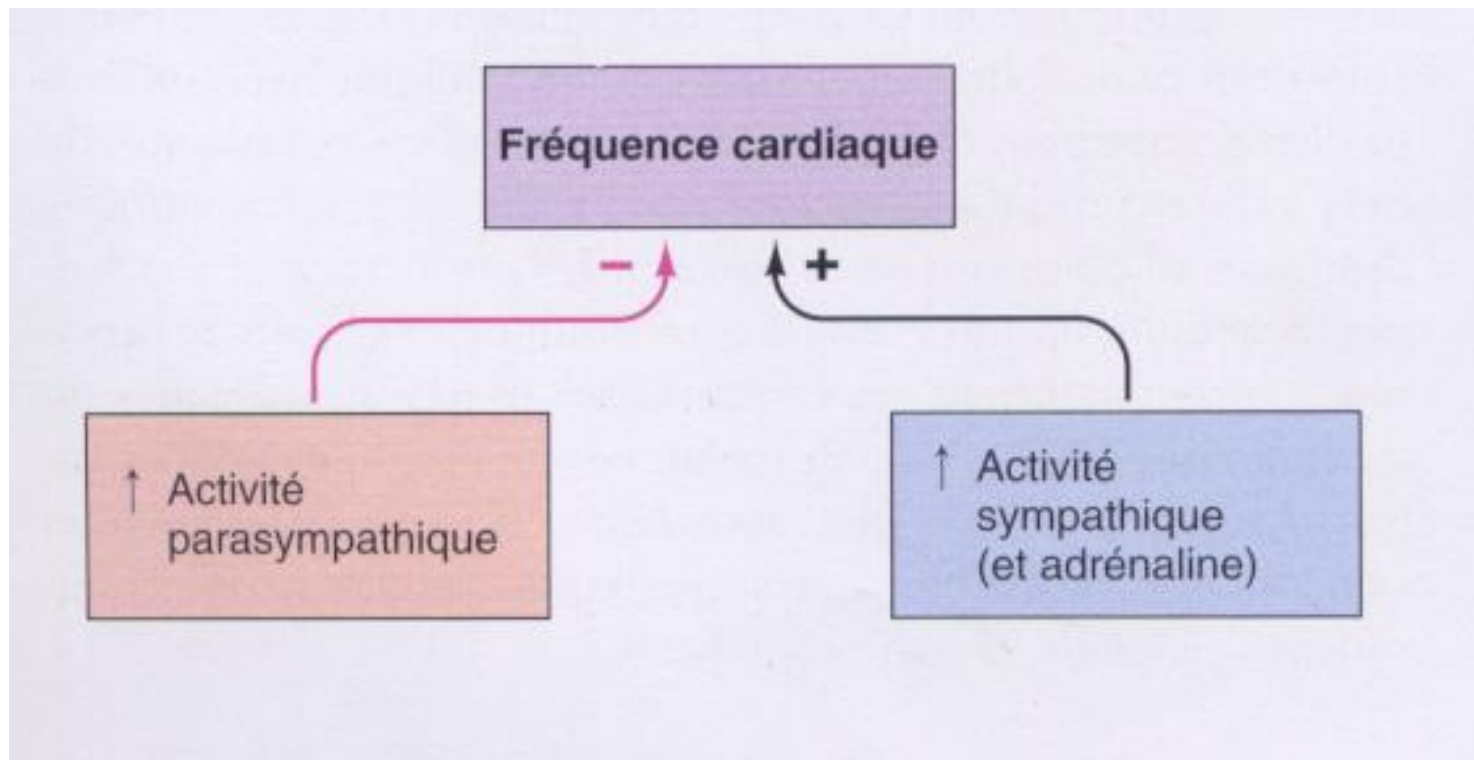 Fréquence cardiaque
− +
↑ Activité
parasympathique
↑ Activité
sympathique
(et adrénaline)